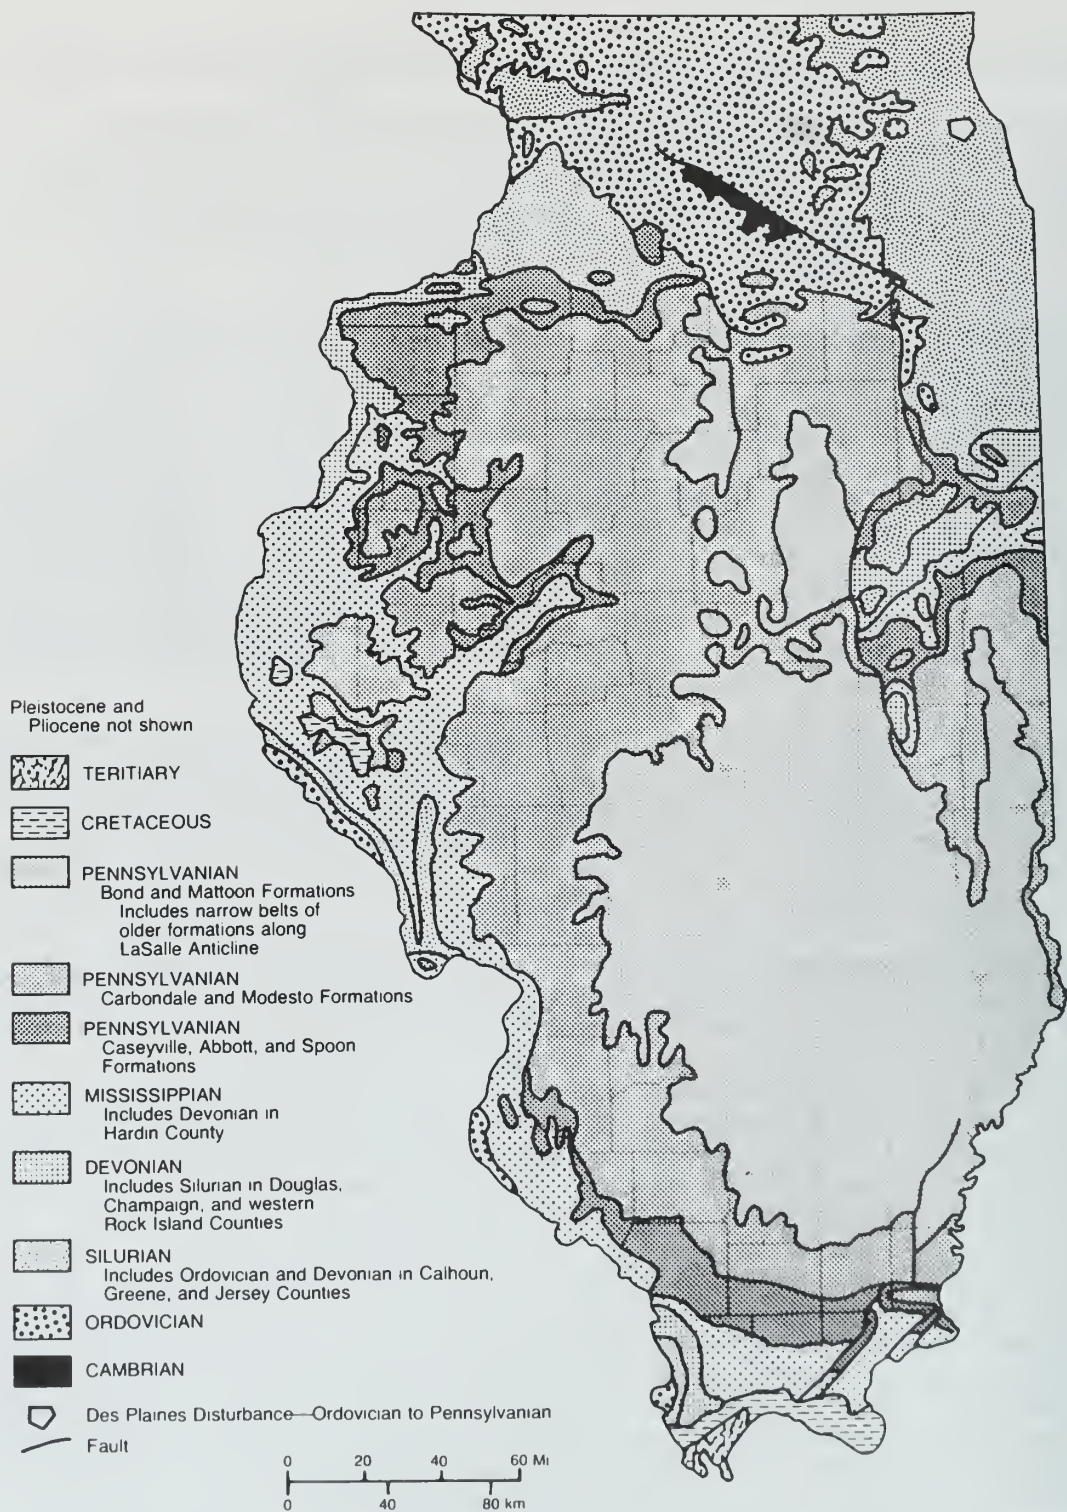 Pleistocene and
Pliocene not shown
TERITIARY
CRETACEOUS
PENNSYLVANIAN
Bond and Mattoon Formations
Includes narrow belts of
older formations along
LaSalle Anticline
PENNSYLVANIAN
Carbondale and Modesto Formations
PENNSYLVANIAN
Caseyville, Abbott, and Spoon
Formations
MISSISSIPPIAN
Includes Devonian in
Hardin County
DEVONIAN
Includes Silurian in Douglas,
Champaign, and western
Rock Island Counties
SILURIAN
Includes Ordovician and Devonian in Calhoun,
Greene, and Jersey Counties
ORDOVICIAN
CAMBRIAN
Des Plaines Disturbance—Ordovician to Pennsylvanian
Fault
0 20 40 60 Mi
0 40 80 km